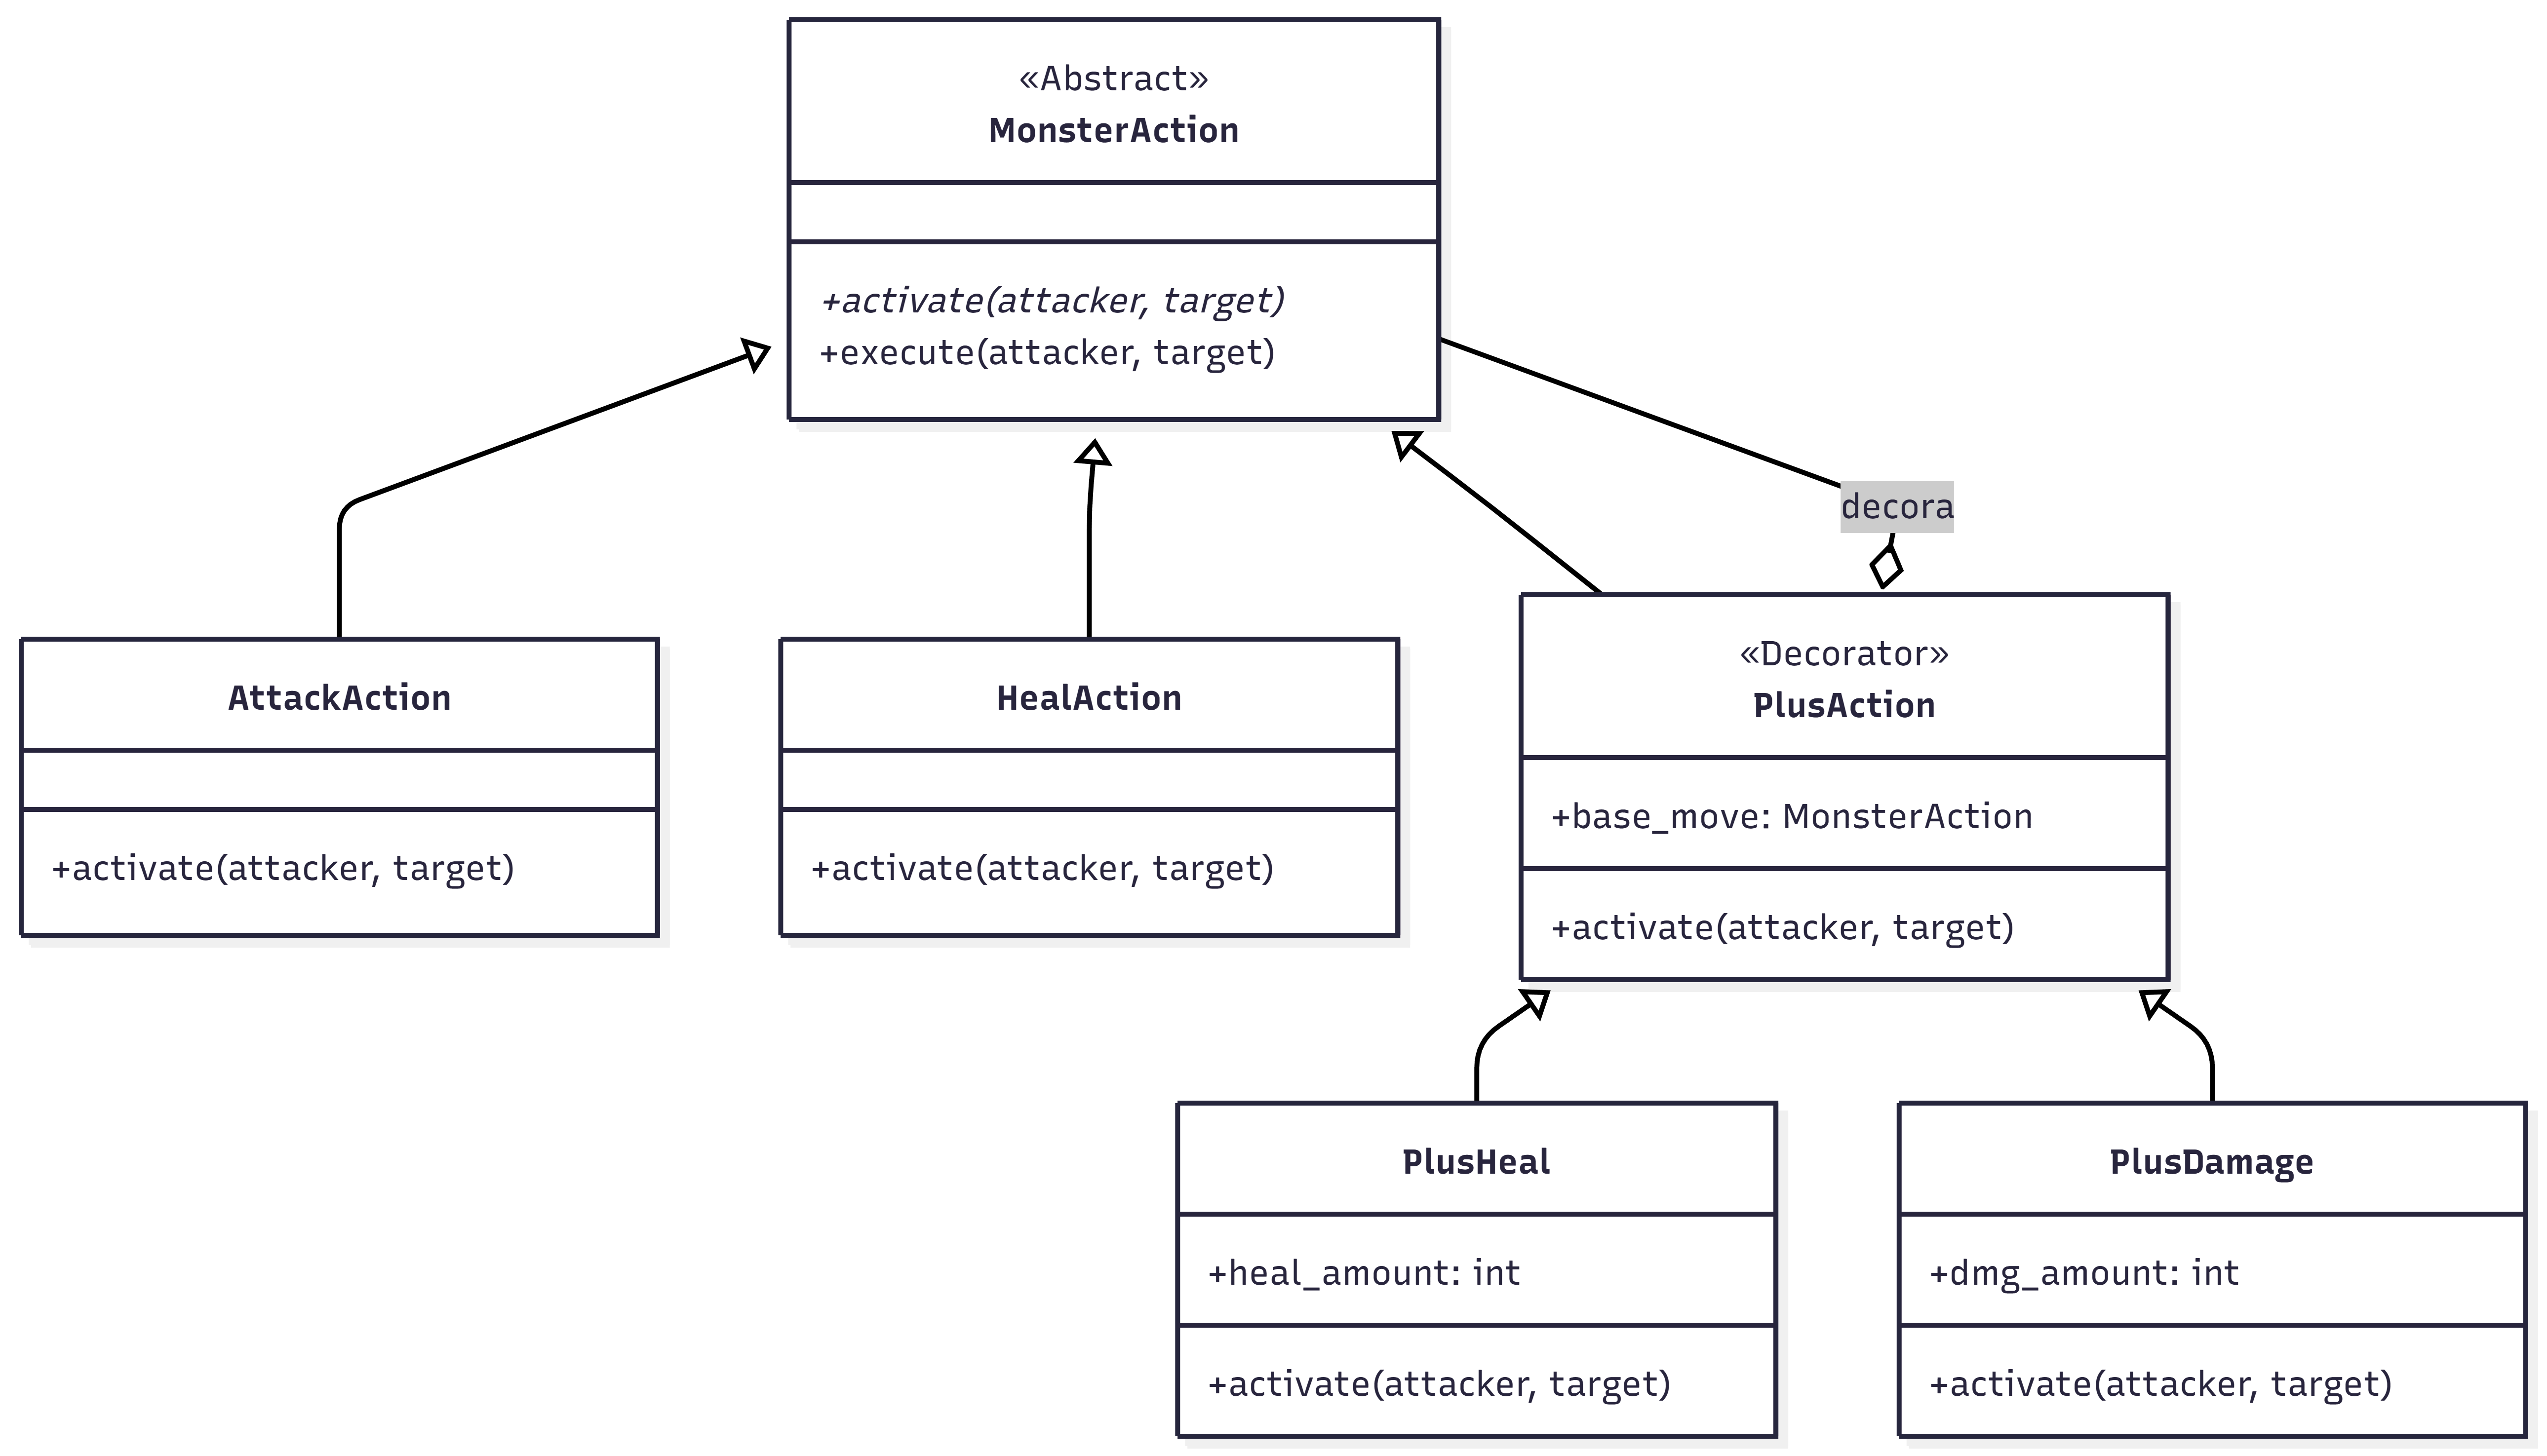 «Abstract»
MonsterAction
+activate(attacker, target)
+execute(attacker, target)
decora
AttackAction
+activate(attacker, target)
HealAction
+activate(attacker, target)
«Decorator»
PlusAction
+base_move: MonsterAction
+activate(attacker, target)
PlusHeal
+heal_amount: int
+activate(attacker, target)
PlusDamage
+dmg_amount: int
+activate(attacker, target)